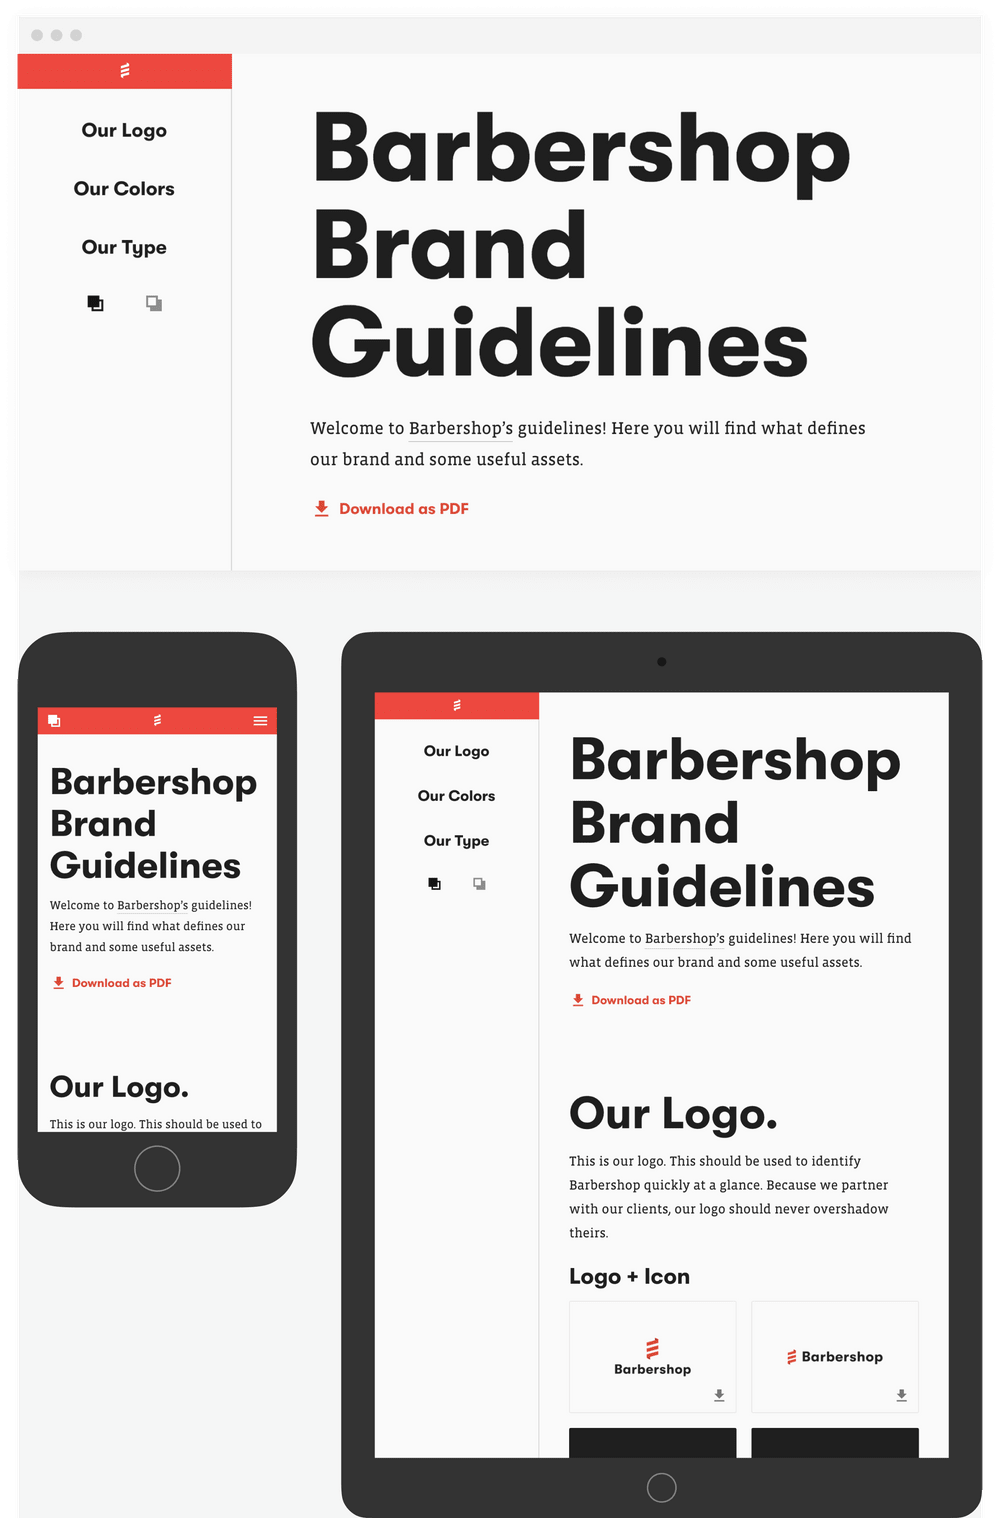 Our Logo
Our Colors
Our Type
Barbershop
Brand
Guidelines
Welcome to Barbershop’s guidelines! Here you will find what defines
our brand and some useful assets.
Download as PDF
Barbershop
Brand
Guidelines
Welcome to Barbershop’s guidelines!
Here you will find what defines our
brand and some useful assets.
Download as PDF
Our Logo.
This is our logo. This should be used to
Our Logo
Our Colors
Our Type
Barbershop
Brand
Guidelines
Welcome to Barbershop’s guidelines! Here you will find
what defines our brand and some useful assets.
Download as PDF
Our Logo.
This is our logo. This should be used to identify
Barbershop quickly at a glance. Because we partner
with our clients, our logo should never overshadow
theirs.
Logo + Icon
Barbershop
Barbershop